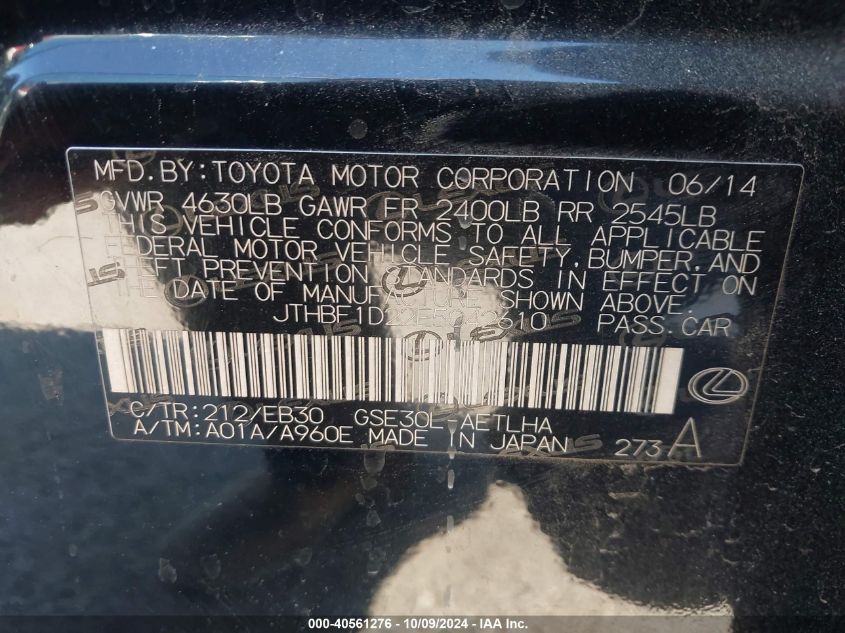 MFD.BY:TOYOTA MOTOR CORPORATION 06/14
GVWR 4630LB GAWR FR 2400LB RR 2545LB
THIS VEHICLE CONFORMS TO ALL APPLICABLE
FEDERAL MOTOR VEHICLE SAFETY,BUMPER,AND
THEFT PREVENTION STANDARDS IN EFFECT ON
THE DATE OF MANUFACTURE SHOWN ABOVE.
PASS.CAR
C/TR:212/EB30 GSE30L-AETLHA
A/TM:A01A/A960E MADE IN JAPAN 273A
000-40561276 - 10/09/2024 - IAA Inc.